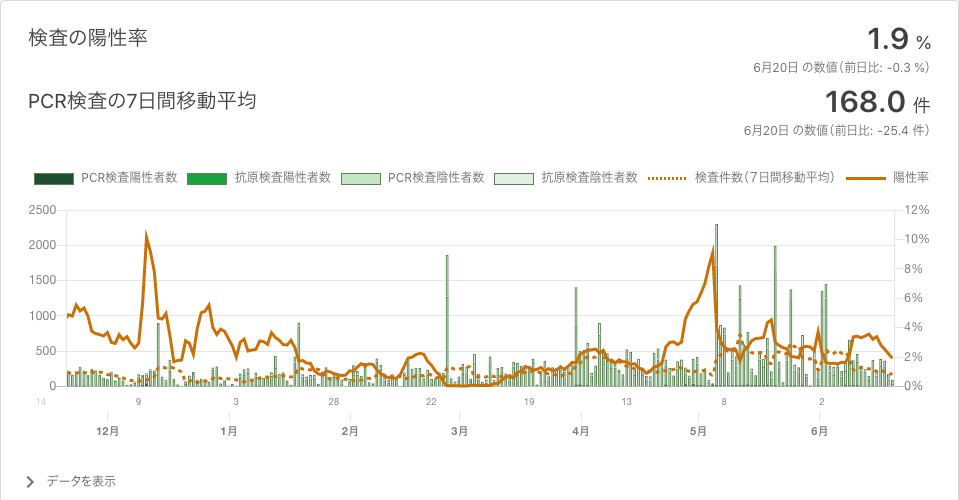 検査の陽性率
1.9 %
6月20日 の数値（前日比: -0.3 %）
PCR検査の7日間移動平均
168.0 件
6月20日 の数値（前日比: -25.4 件）
PCR検査陽性者数 抗原検査陽性者数 PCR検査陰性者数 抗原検査陰性者数 検査件数（7日間移動平均） 陽性率
2500 12%
2000 10%
1500 8%
1000 6%
500 4%
0 2%
0%
14 9 3 28 22 19 13 8 2
12月 1月 2月 3月 4月 5月 6月
データを表示